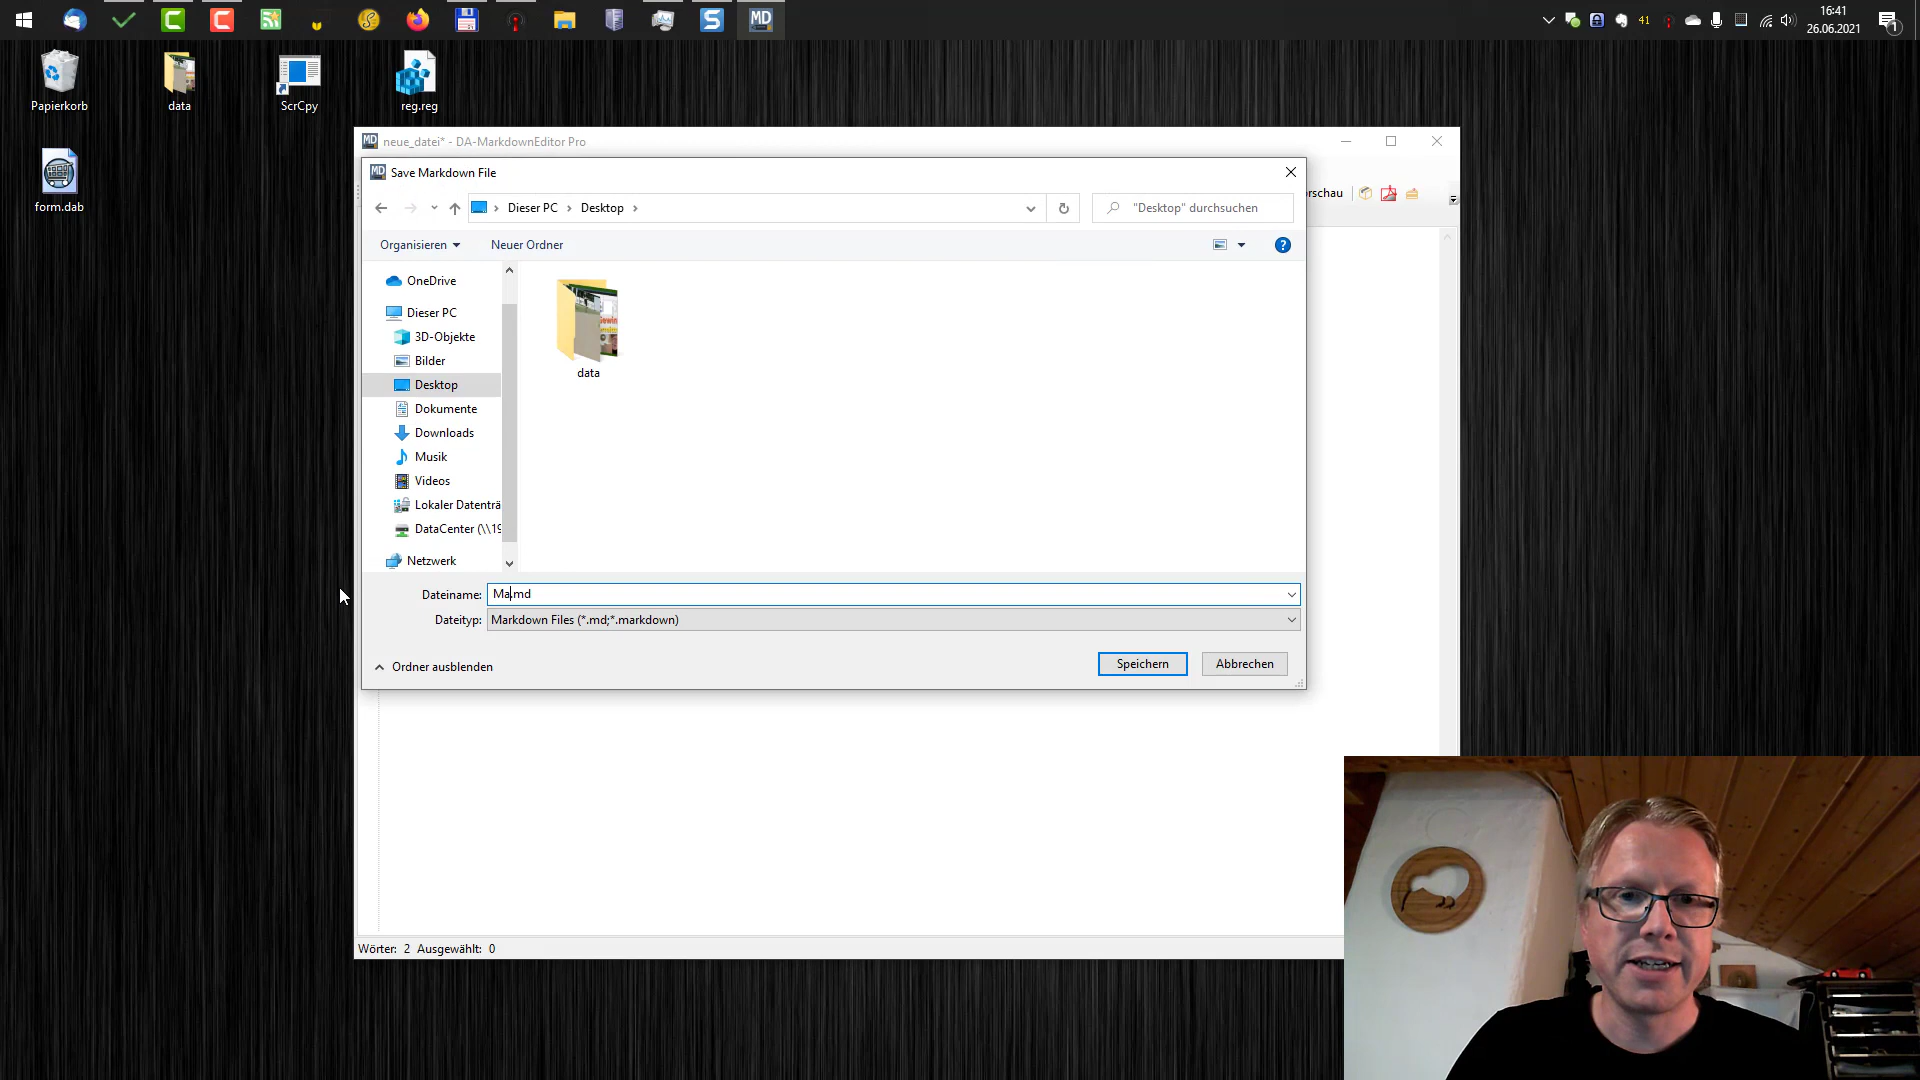 16:41
41
26.06.2021
1
Papierkorb
data
ScrCpy
reg.reg
form.dab
MD
neue_datei* - DA-MarkdownEditor Pro
Save Markdown File
orschau
Dieser PC
Desktop
"Desktop" durchsuchen
Organisieren
Neuer Ordner
OneDrive
Dieser PC
3D-Objekte
Bilder
Desktop
Dokumente
Downloads
Musik
Videos
Lokaler Datenträ
DataCenter (\\19
Netzwerk
data
Dateiname:
Ma.md
Dateityp:
Markdown Files (*.md;*.markdown)
Ordner ausblenden
Speichern
Abbrechen
Wörter: 2 Ausgewählt: 0